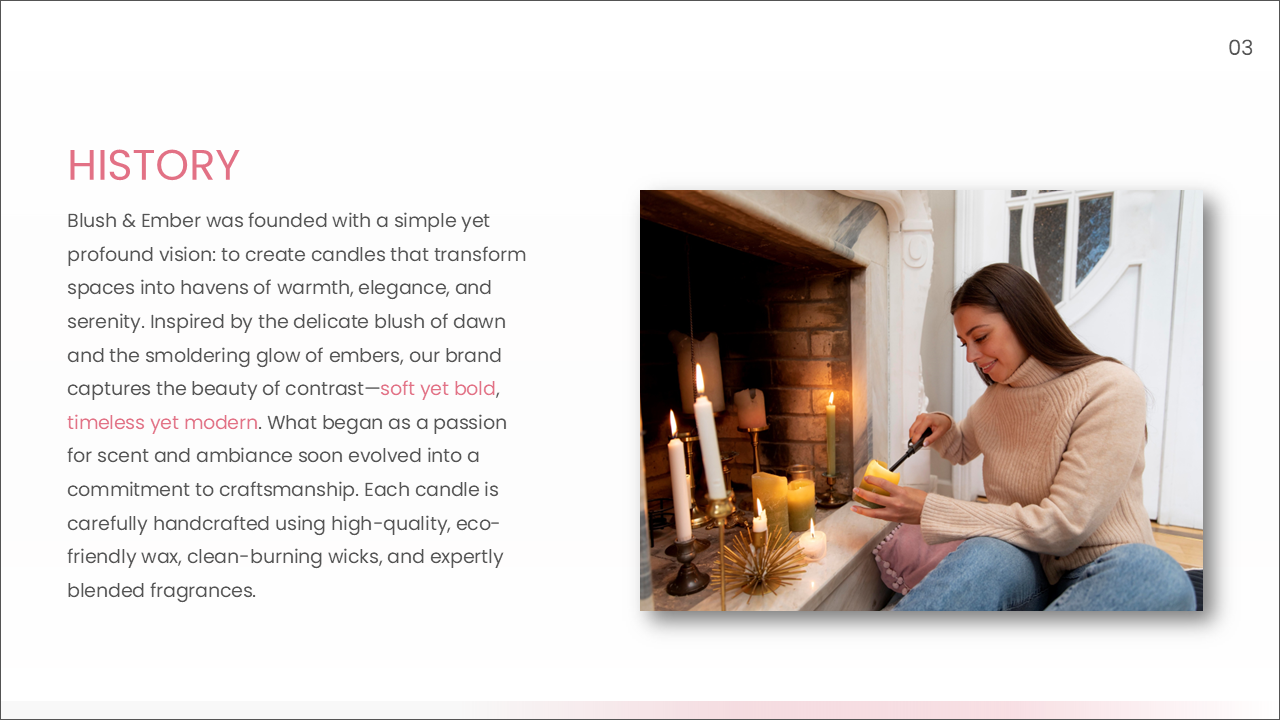 03
HISTORY
Blush & Ember was founded with a simple yet
profound vision: to create candles that transform
spaces into havens of warmth, elegance, and
serenity. Inspired by the delicate blush of dawn
and the smoldering glow of embers, our brand
captures the beauty of contrast—soft yet bold,
timeless yet modern. What began as a passion
for scent and ambiance soon evolved into a
commitment to craftsmanship. Each candle is
carefully handcrafted using high-quality, eco-
friendly wax, clean-burning wicks, and expertly
blended fragrances.